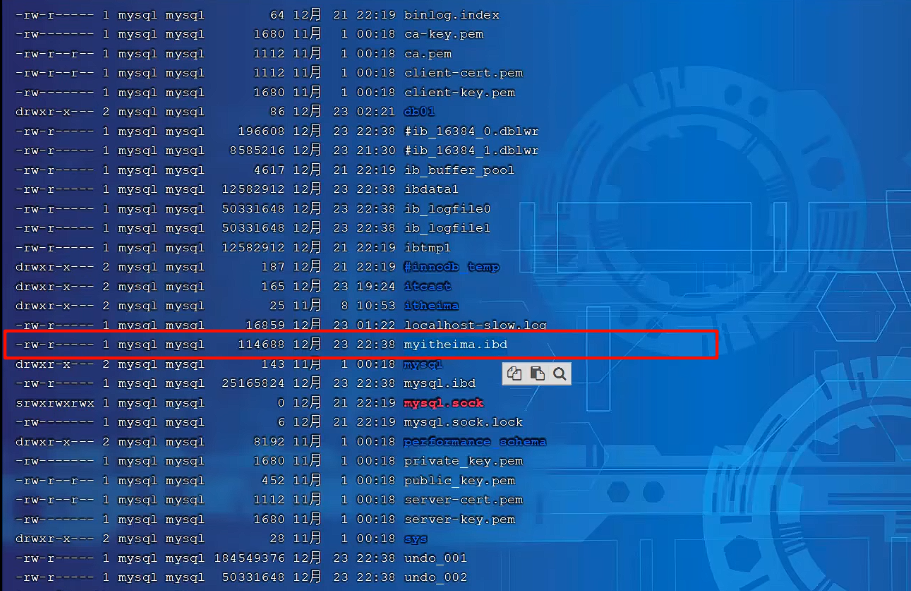 -rw-r----- 1 mysql mysql 64 12月 21 22:19 binlog.index
-rw------- 1 mysql mysql 1680 11月 1 00:18 ca-key.pem
-rw-r--r-- 1 mysql mysql 1112 11月 1 00:18 ca.pem
-rw-r--r-- 1 mysql mysql 1112 11月 1 00:18 client-cert.pem
-rw------- 1 mysql mysql 1680 11月 1 00:18 client-key.pem
drwxr-x--- 2 mysql mysql 86 12月 23 02:21 db01
-rw-r----- 1 mysql mysql 196608 12月 23 22:38 #ib_16384_0.dblwr
-rw-r----- 1 mysql mysql 8585216 12月 23 21:30 #ib_16384_1.dblwr
-rw-r----- 1 mysql mysql 4617 12月 21 22:19 ib_buffer_pool
-rw-r----- 1 mysql mysql 12582912 12月 23 22:38 ibdata1
-rw-r----- 1 mysql mysql 50331648 12月 23 22:38 ib_logfile0
-rw-r----- 1 mysql mysql 50331648 12月 23 22:38 ib_logfile1
-rw-r----- 1 mysql mysql 12582912 12月 21 22:19 ibtmp1
drwxr-x--- 2 mysql mysql 187 12月 21 22:19 #innodb_temp
drwxr-x--- 2 mysql mysql 165 12月 23 19:24 itcast
drwxr-x--- 2 mysql mysql 25 11月 8 10:53 itheima
-rw-r----- 1 mysql mysql 16859 12月 23 01:22 localhost-slow.log
-rw-r----- 1 mysql mysql 114688 12月 23 22:38 myitheima.ibd
drwxr-x--- 2 mysql mysql 143 11月 1 00:18 mysql
-rw-r----- 1 mysql mysql 25165824 12月 23 22:38 mysql.ibd
srwxrwxrwx 1 mysql mysql 0 12月 21 22:19 mysql.sock
-rw------- 1 mysql mysql 6 12月 21 22:19 mysql.sock.lock
drwxr-x--- 2 mysql mysql 8192 11月 1 00:18 performance_schema
-rw------- 1 mysql mysql 1680 11月 1 00:18 private_key.pem
-rw-r--r-- 1 mysql mysql 452 11月 1 00:18 public_key.pem
-rw-r--r-- 1 mysql mysql 1112 11月 1 00:18 server-cert.pem
-rw------- 1 mysql mysql 1680 11月 1 00:18 server-key.pem
drwxr-x--- 2 mysql mysql 28 11月 1 00:18 sys
-rw-r----- 1 mysql mysql 184549376 12月 23 22:38 undo_001
-rw-r----- 1 mysql mysql 50331648 12月 23 22:38 undo_002